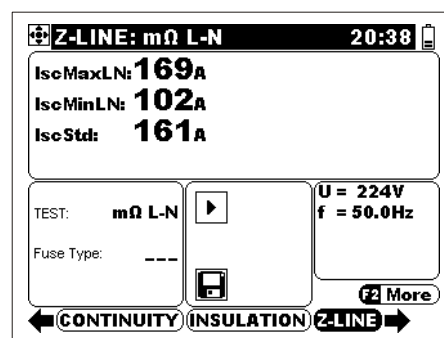 Z-LINE: mΩ L-N 20:38
IscMaxLN: 169A
IscMinLN: 102A
IscStd: 161A
TEST: mΩ L-N
Fuse Type: ___
U = 224V
f = 50.0Hz
F2 More
CONTINUITY INSULATION Z-LINE